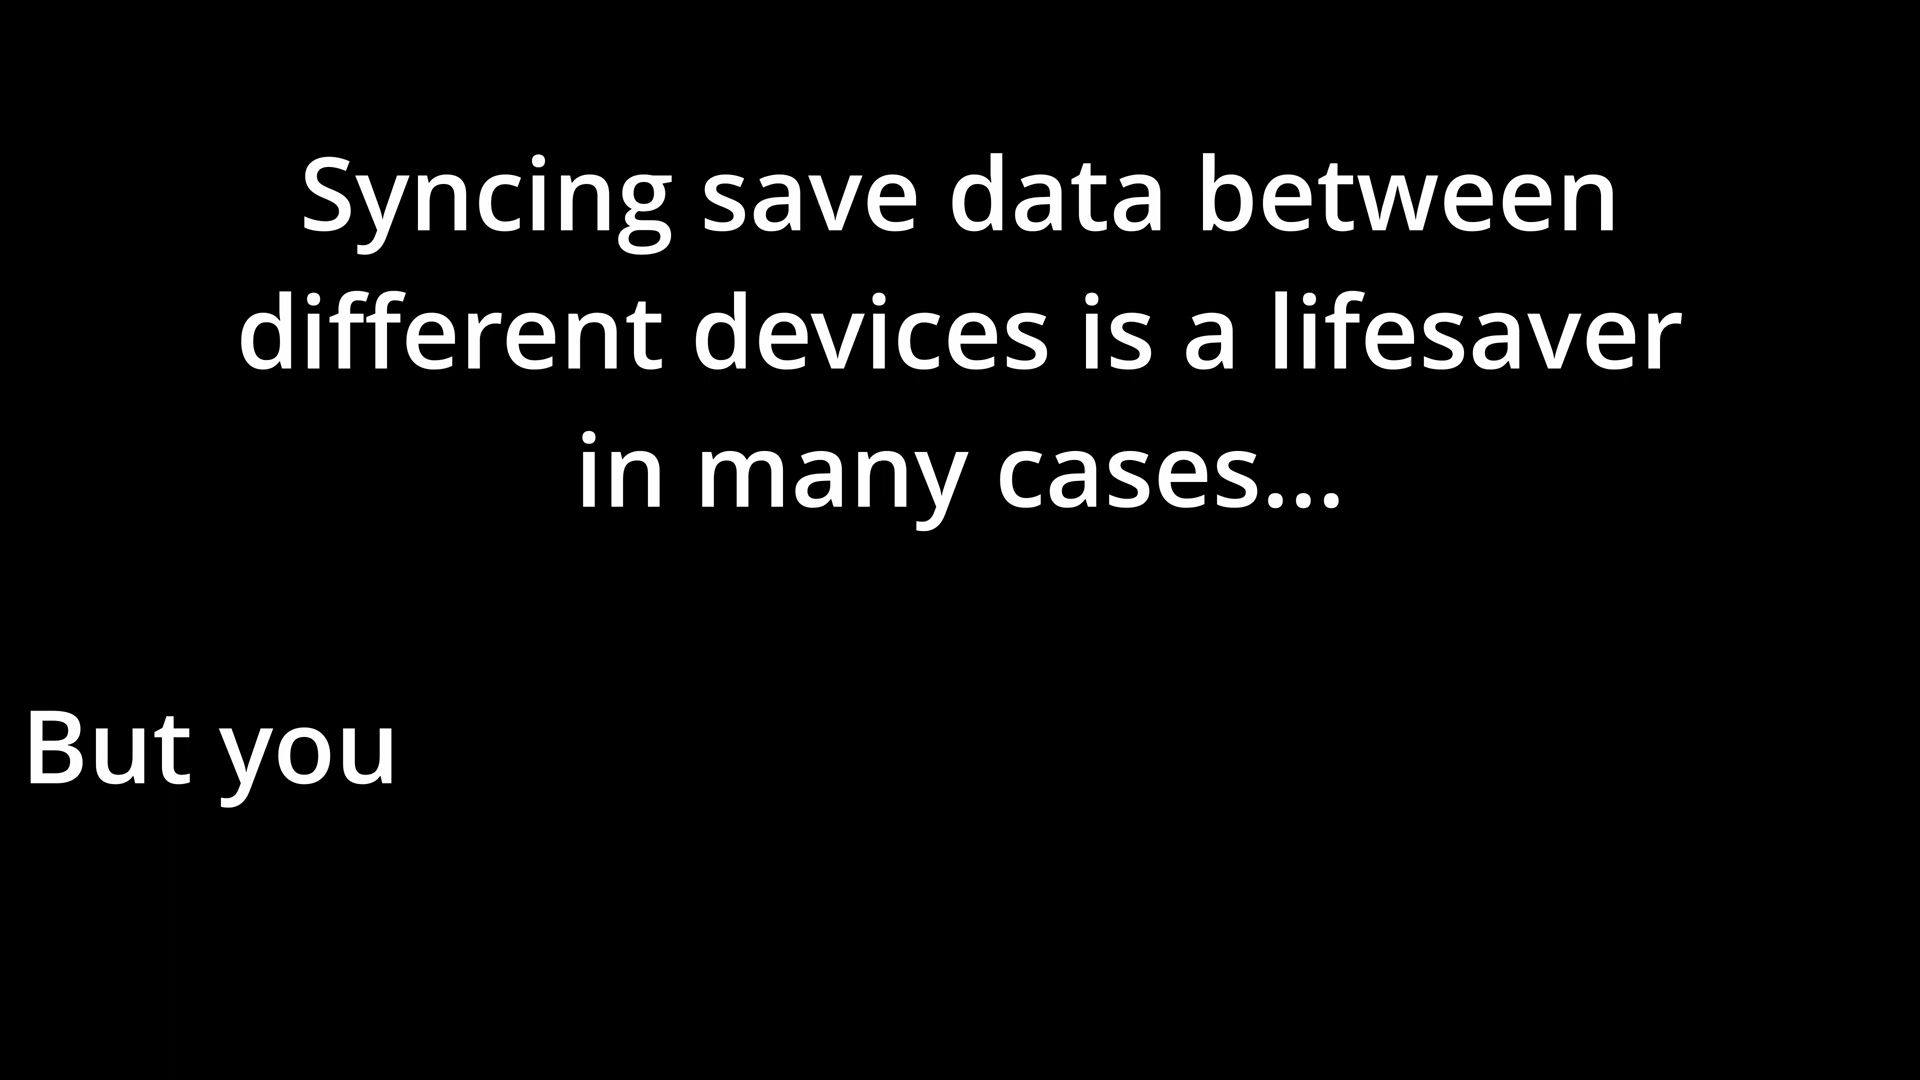 Syncing save data between
different devices is a lifesaver
in many cases...
But you